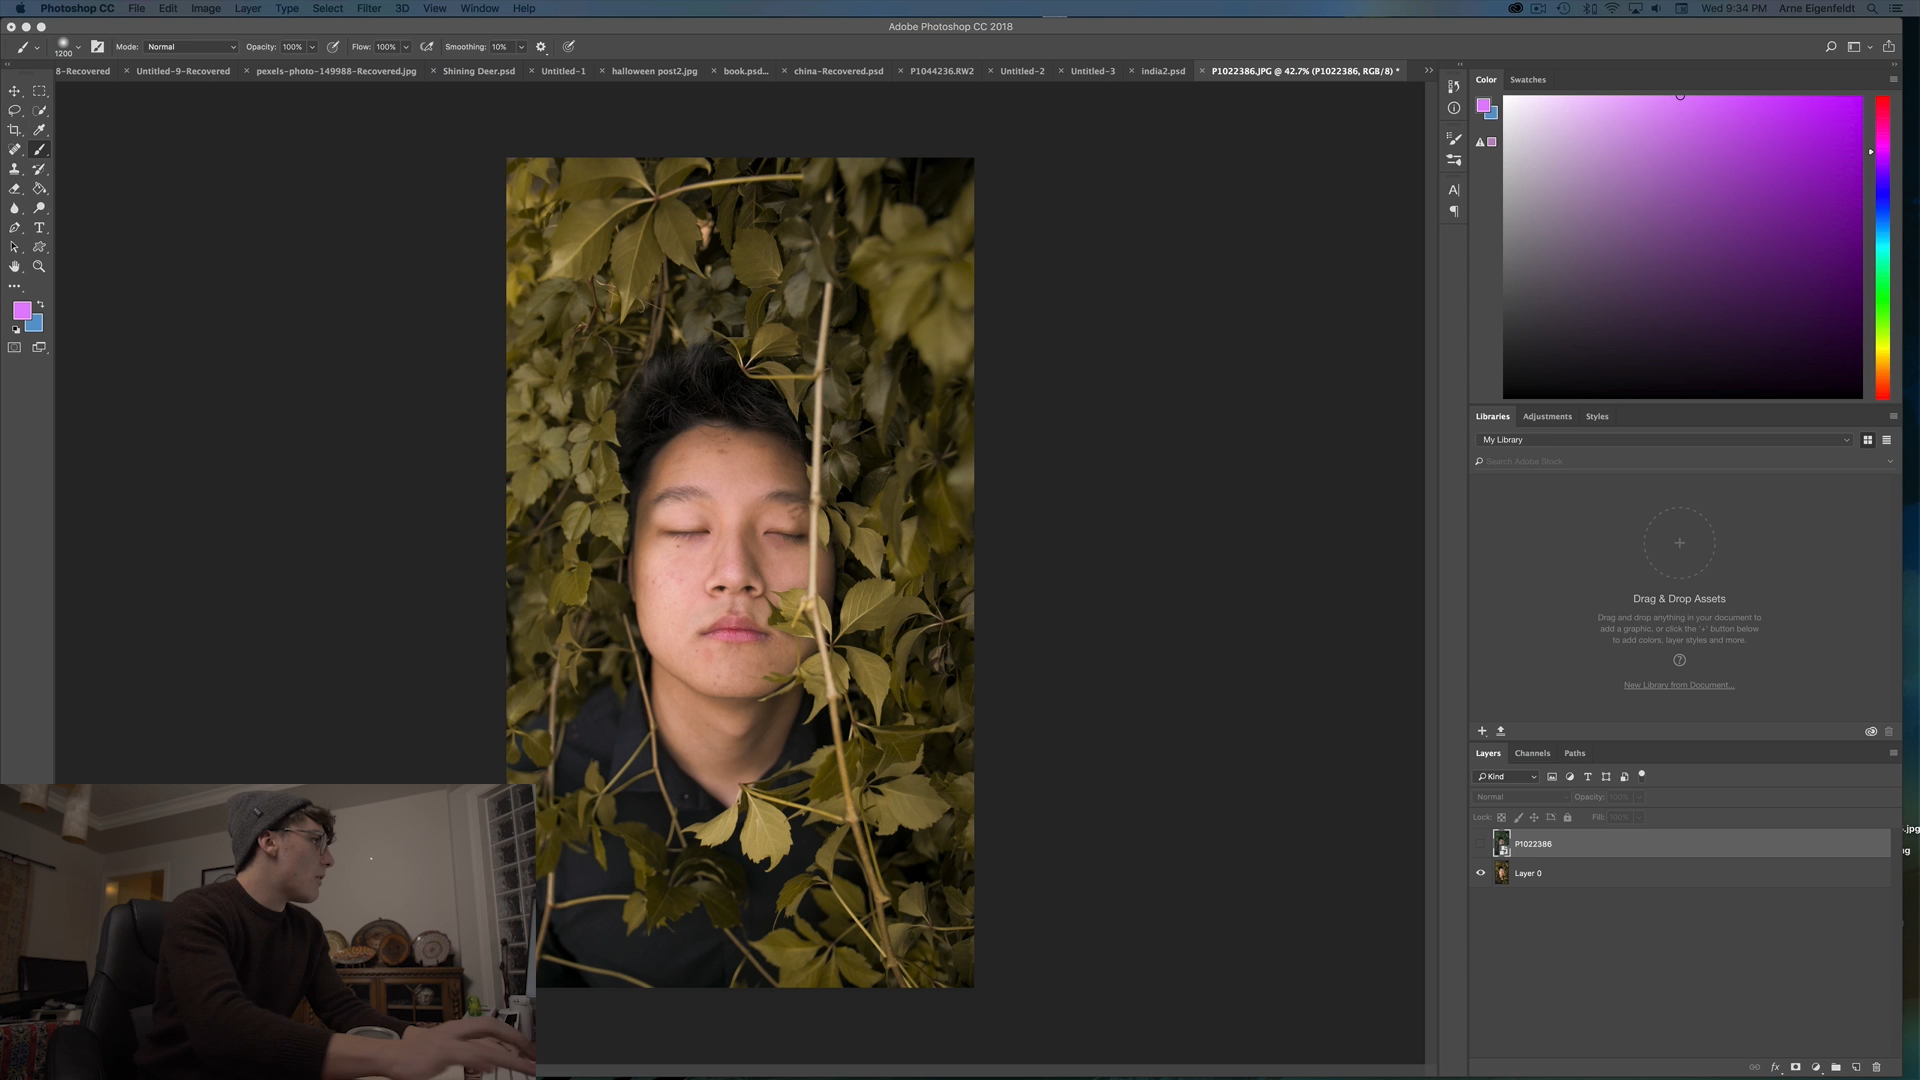 Photoshop CC File Edit Image Layer Type Select Filter 3D View Window Help Wed 9:34 PM Arne Eigenfeldt
Adobe Photoshop CC 2018
1200 Mode: Normal Opacity: 100% Flow: 100% Smoothing: 10%
8-Recovered × Untitled-9-Recovered × pexels-photo-149988-Recovered.jpg × Shining Deer.psd × Untitled-1 × halloween post2.jpg × book.psd... × china-Recovered.psd × P1044236.RW2 × Untitled-2 × Untitled-3 × india2.psd × P1022386.JPG @ 42.7% (P1022386, RGB/8) *
Color Swatches
Libraries Adjustments Styles
My Library
Search Adobe Stock
Drag & Drop Assets
Drag and drop anything in your document to
add a graphic, or click the '+' button below
to add colors, layer styles and more.
New Library from Document...
Layers Channels Paths
Kind
Normal Opacity: 100%
Lock: Fill: 100%
.jpg
P1022386
Layer 0